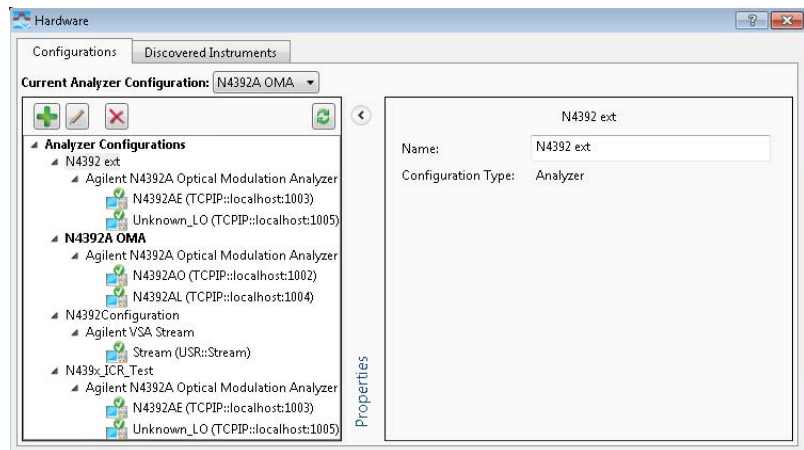 Hardware
?
Configurations
Discovered Instruments
Current Analyzer Configuration: N4392A OMA
Analyzer Configurations
N4392 ext
Agilent N4392A Optical Modulation Analyzer
N4392AE (TCPIP::localhost:1003)
Unknown_LO (TCPIP::localhost:1005)
N4392A OMA
Agilent N4392A Optical Modulation Analyzer
N4392AO (TCPIP::localhost:1002)
N4392AL (TCPIP::localhost:1004)
N4392Configuration
Agilent VSA Stream
Stream (USR::Stream)
N439x_ICR_Test
Agilent N4392A Optical Modulation Analyzer
N4392AE (TCPIP::localhost:1003)
Unknown_LO (TCPIP::localhost:1005)
Properties
N4392 ext
Name: N4392 ext
Configuration Type: Analyzer